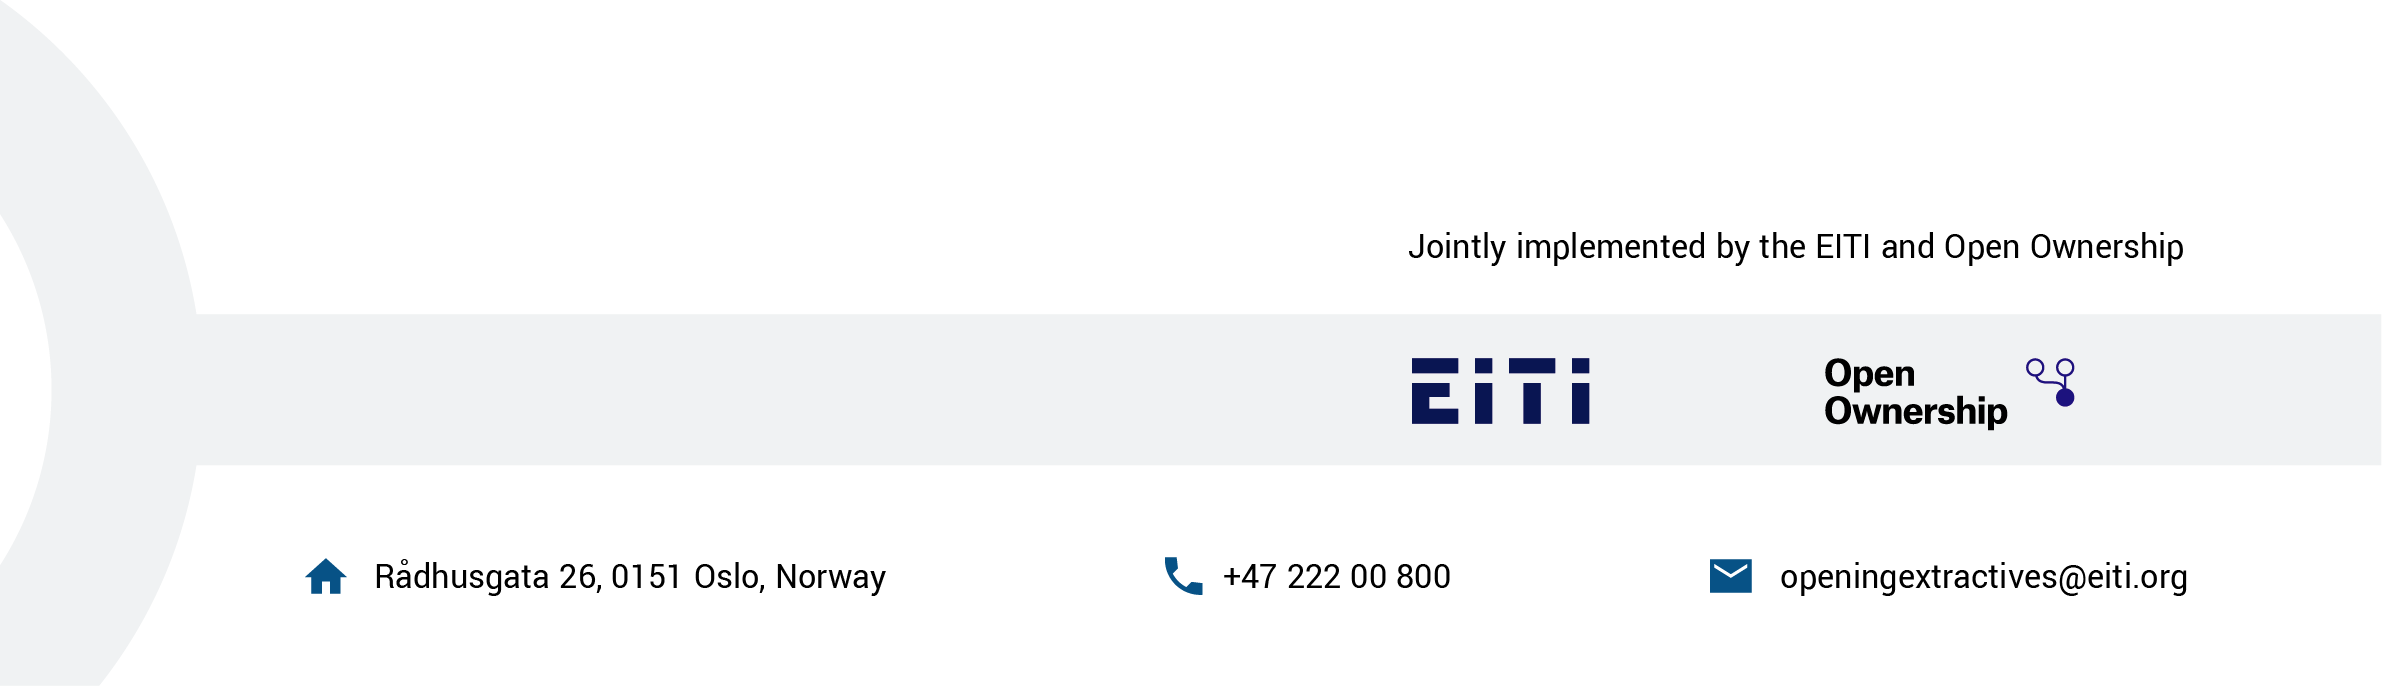 Jointly implemented by the EITI and Open Ownership
EITI
Open
Ownership
Rådhusgata 26, 0151 Oslo, Norway
+47 222 00 800
openingextractives@eiti.org